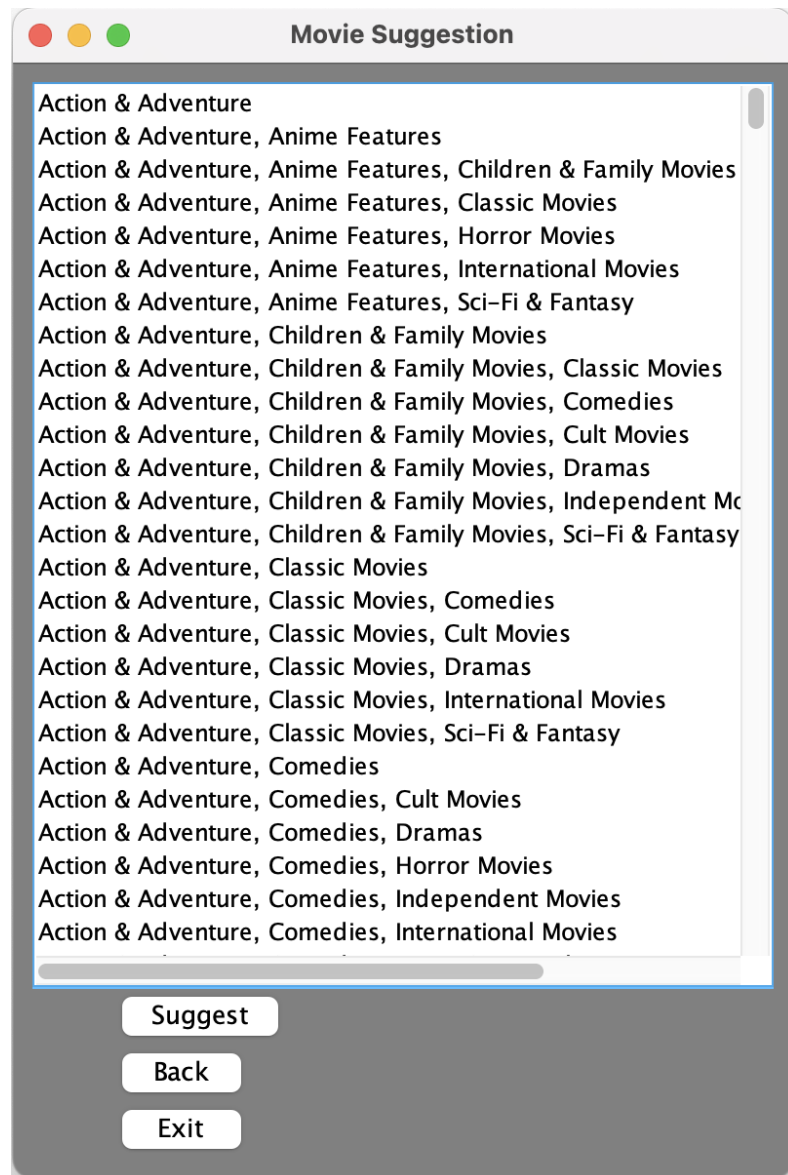 Movie Suggestion
Action & Adventure
Action & Adventure, Anime Features
Action & Adventure, Anime Features, Children & Family Movies
Action & Adventure, Anime Features, Classic Movies
Action & Adventure, Anime Features, Horror Movies
Action & Adventure, Anime Features, International Movies
Action & Adventure, Anime Features, Sci-Fi & Fantasy
Action & Adventure, Children & Family Movies
Action & Adventure, Children & Family Movies, Classic Movies
Action & Adventure, Children & Family Movies, Comedies
Action & Adventure, Children & Family Movies, Cult Movies
Action & Adventure, Children & Family Movies, Dramas
Action & Adventure, Children & Family Movies, Independent
Action & Adventure, Children & Family Movies, Sci-Fi & Fantasy
Action & Adventure, Classic Movies
Action & Adventure, Classic Movies, Comedies
Action & Adventure, Classic Movies, Cult Movies
Action & Adventure, Classic Movies, Dramas
Action & Adventure, Classic Movies, International Movies
Action & Adventure, Classic Movies, Sci-Fi & Fantasy
Action & Adventure, Comedies
Action & Adventure, Comedies, Cult Movies
Action & Adventure, Comedies, Dramas
Action & Adventure, Comedies, Horror Movies
Action & Adventure, Comedies, Independent Movies
Action & Adventure, Comedies, International Movies
Suggest
Back
Exit